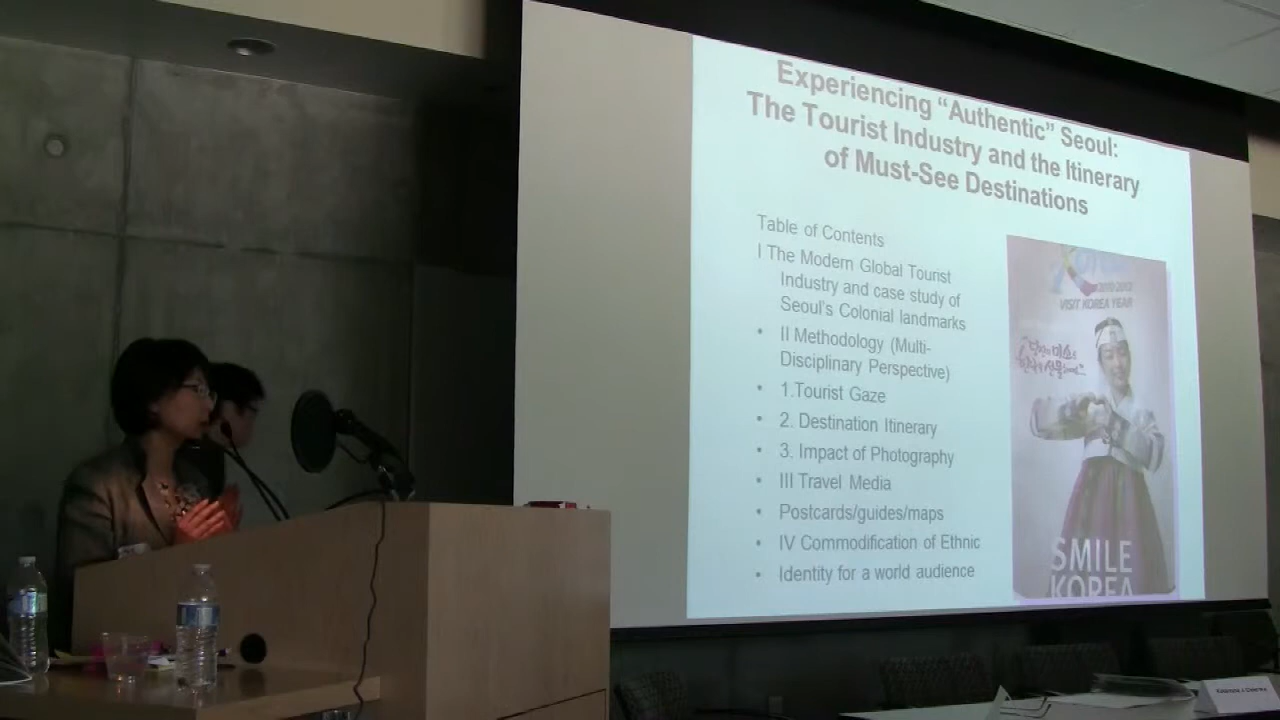 Experiencing “Authentic” Seoul:
The Tourist Industry and the Itinerary
of Must-See Destinations
Table of Contents
I The Modern Global Tourist
Industry and case study of
Seoul's Colonial landmarks
• II Methodology (Multi-
Disciplinary Perspective)
• 1.Tourist Gaze
• 2. Destination Itinerary
• 3. Impact of Photography
• III Travel Media
• Postcards/guides/maps
• IV Commodification of Ethnic
• Identity for a world audience
2010-2012
VISIT KOREA YEAR
SMILE
KOREA